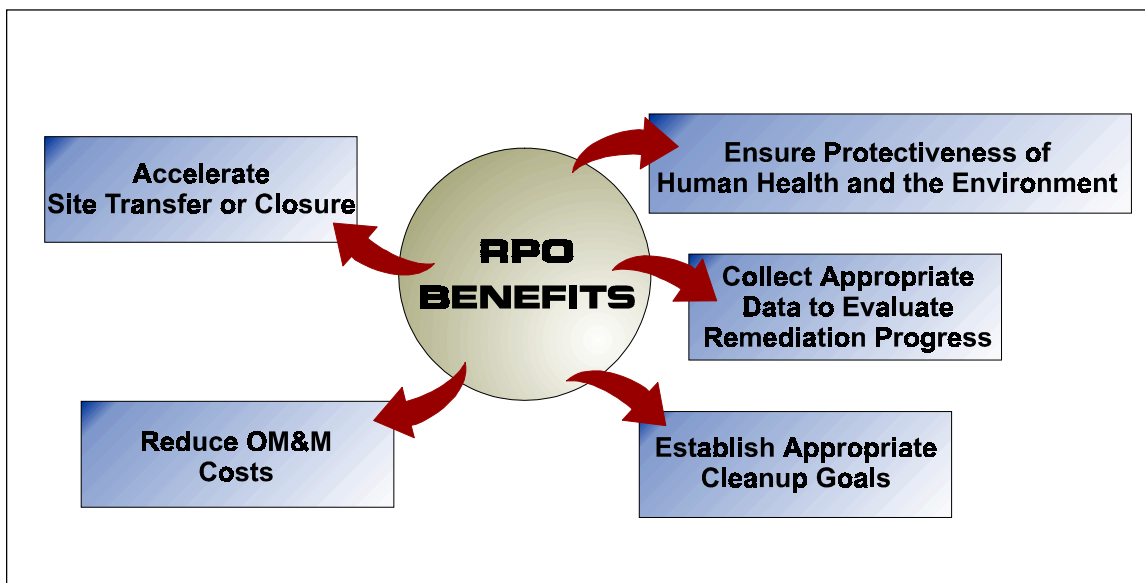 Accelerate
Site Transfer or Closure
Ensure Protectiveness of
Human Health and the Environment
RPO
BENEFITS
Collect Appropriate
Data to Evaluate
Remediation Progress
Reduce OM&M
Costs
Establish Appropriate
Cleanup Goals